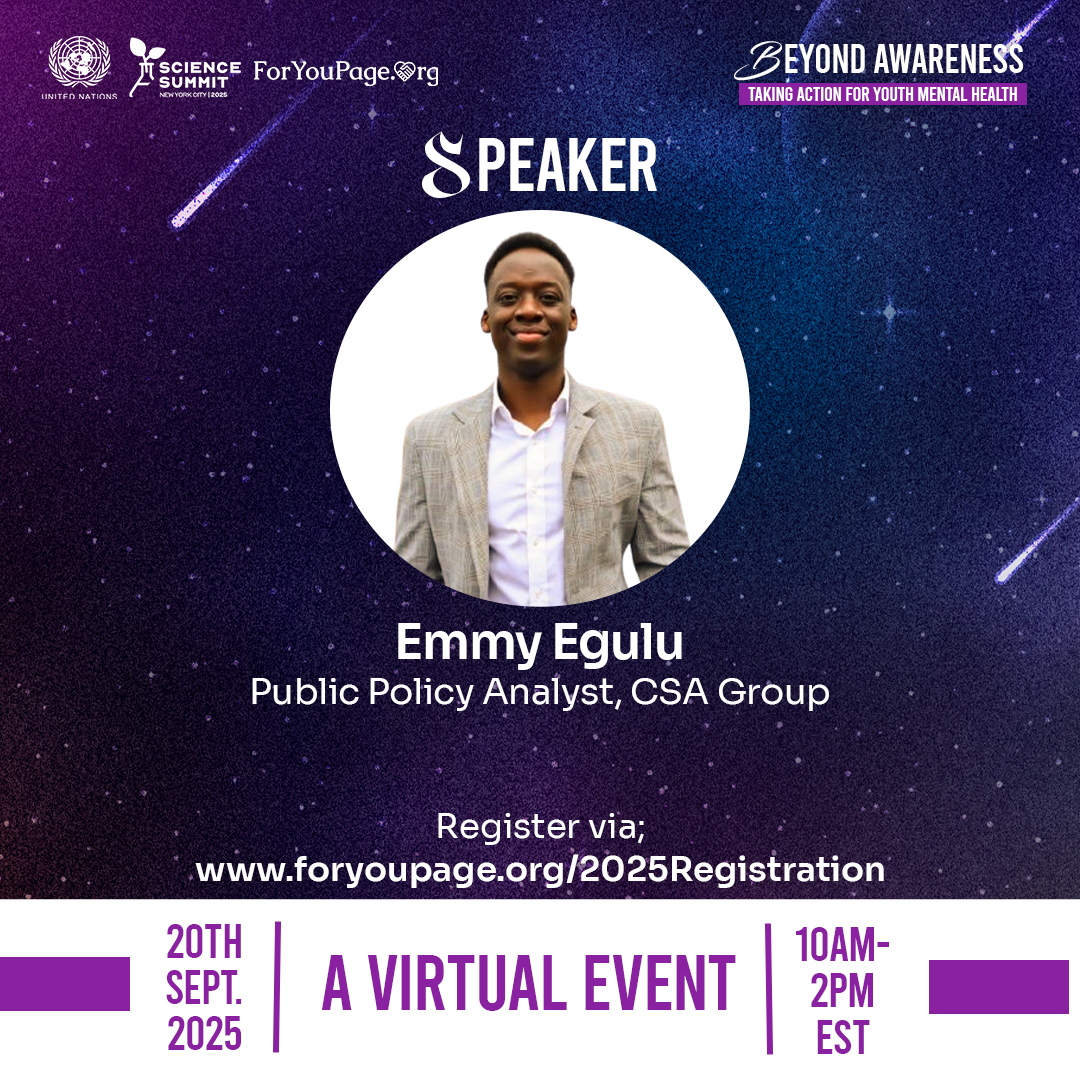 UNITED NATIONS
SCIENCE
SUMMIT
NEW YORK CITY | 2025
ForYouPage.Org
BEYOND AWARENESS
TAKING ACTION FOR YOUTH MENTAL HEALTH
SPEAKER
Emmy Egulu
Public Policy Analyst, CSA Group
Register via;
www.foryoupage.org/2025Registration
20TH
SEPT.
2025
A VIRTUAL EVENT
10AM-
2PM
EST